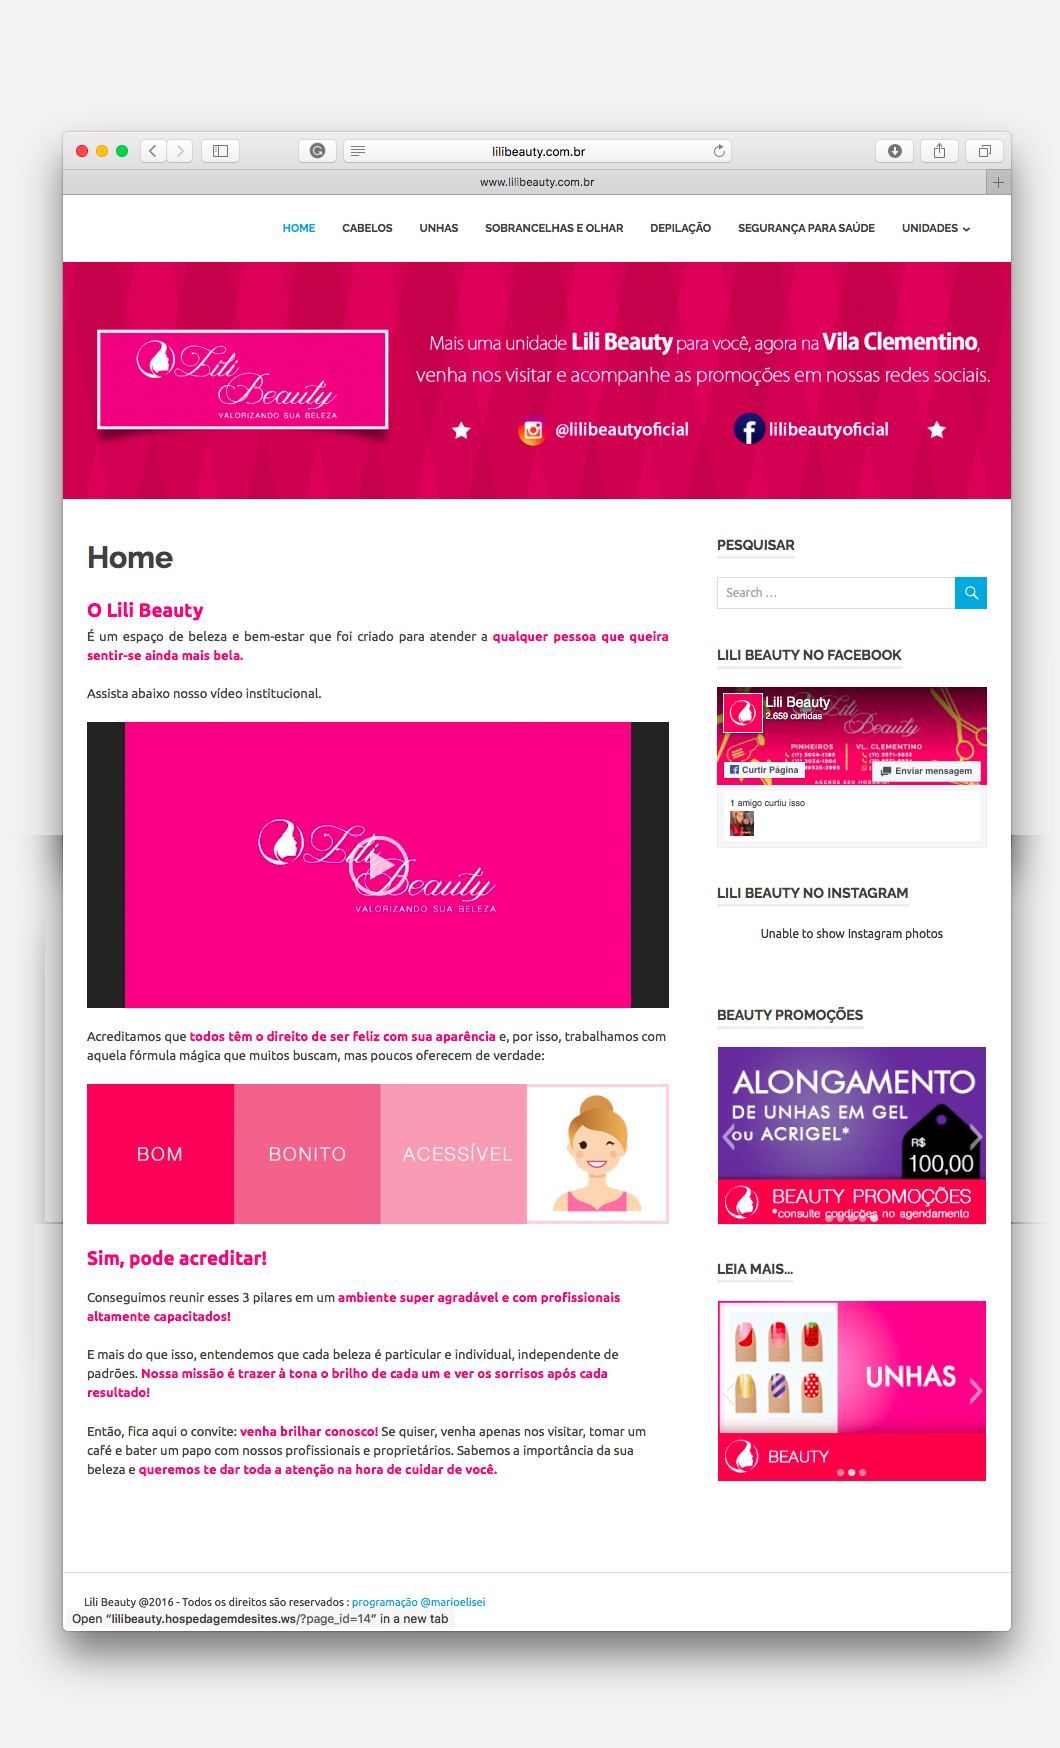 lilibeauty.com.br
www.lilibeauty.com.br
HOME CABELOS UNHAS SOBRANCELHAS E OLHAR DEPILAÇÃO SEGURANÇA PARA SAÚDE UNIDADES
Lili
Beauty
VALORIZANDO SUA BELEZA
Mais uma unidade Lili Beauty para você, agora na Vila Clementino,
venha nos visitar e acompanhe as promoções em nossas redes sociais.
@lilibeautyoficial lilibeautyoficial
Home
O Lili Beauty
É um espaço de beleza e bem-estar que foi criado para atender a qualquer pessoa que queira
sentir-se ainda mais bela.
Assista abaixo nosso vídeo institucional.
Lili
Beauty
VALORIZANDO SUA BELEZA
Acreditamos que todos têm o direito de ser feliz com sua aparência e, por isso, trabalhamos com
aquela fórmula mágica que muitos buscam, mas poucos oferecem de verdade:
BOM BONITO ACESSÍVEL
Sim, pode acreditar!
Conseguimos reunir esses 3 pilares em um ambiente super agradável e com profissionais
altamente capacitados!
E mais do que isso, entendemos que cada beleza é particular e individual, independente de
padrões. Nossa missão é trazer à tona o brilho de cada um e ver os sorrisos após cada
resultado!
Então, fica aqui o convite: venha brilhar conosco! Se quiser, venha apenas nos visitar, tomar um
café e bater um papo com nossos profissionais e proprietários. Sabemos a importância da sua
beleza e queremos te dar toda a atenção na hora de cuidar de você.
PESQUISAR
Search ...
LILI BEAUTY NO FACEBOOK
Lili Beauty
2.659 curtidas
Lili
Beauty
PINHEIROS VL. CLEMENTINO
Curtir Página Enviar mensagem
1 amigo curtiu isso
LILI BEAUTY NO INSTAGRAM
Unable to show Instagram photos
BEAUTY PROMOÇÕES
ALONGAMENTO
DE UNHAS EM GEL
ou ACRIGEL*
R$
100,00
BEAUTY PROMOÇÕES
*consulte condições no agendamento
LEIA MAIS...
UNHAS
BEAUTY
Lili Beauty @2016 - Todos os direitos são reservados : programação @marioelisei
Open “lilibeauty.hospedagemdesites.ws/?page_id=14” in a new tab